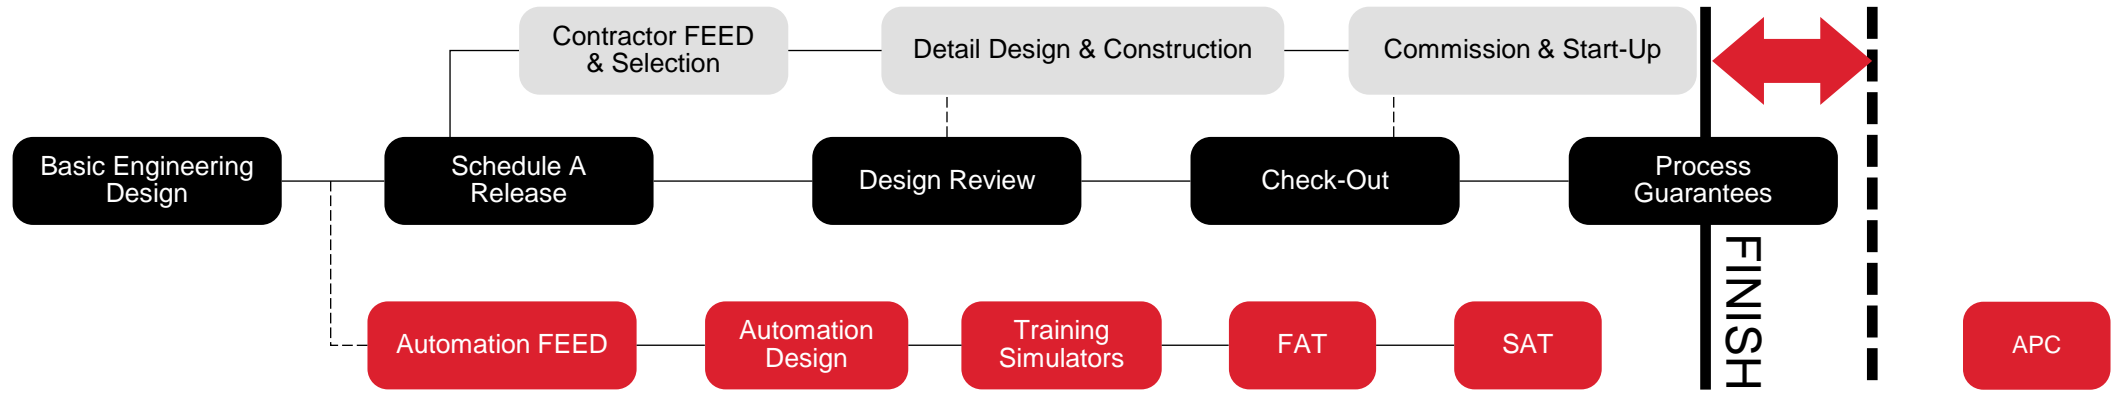 Contractor FEED
& Selection
Detail Design & Construction
Commission & Start-Up
Basic Engineering
Design
Schedule A
Release
Design Review
Check-Out
Process
Guarantees
FINISH
Automation FEED
Automation
Design
Training
Simulators
FAT
SAT
APC